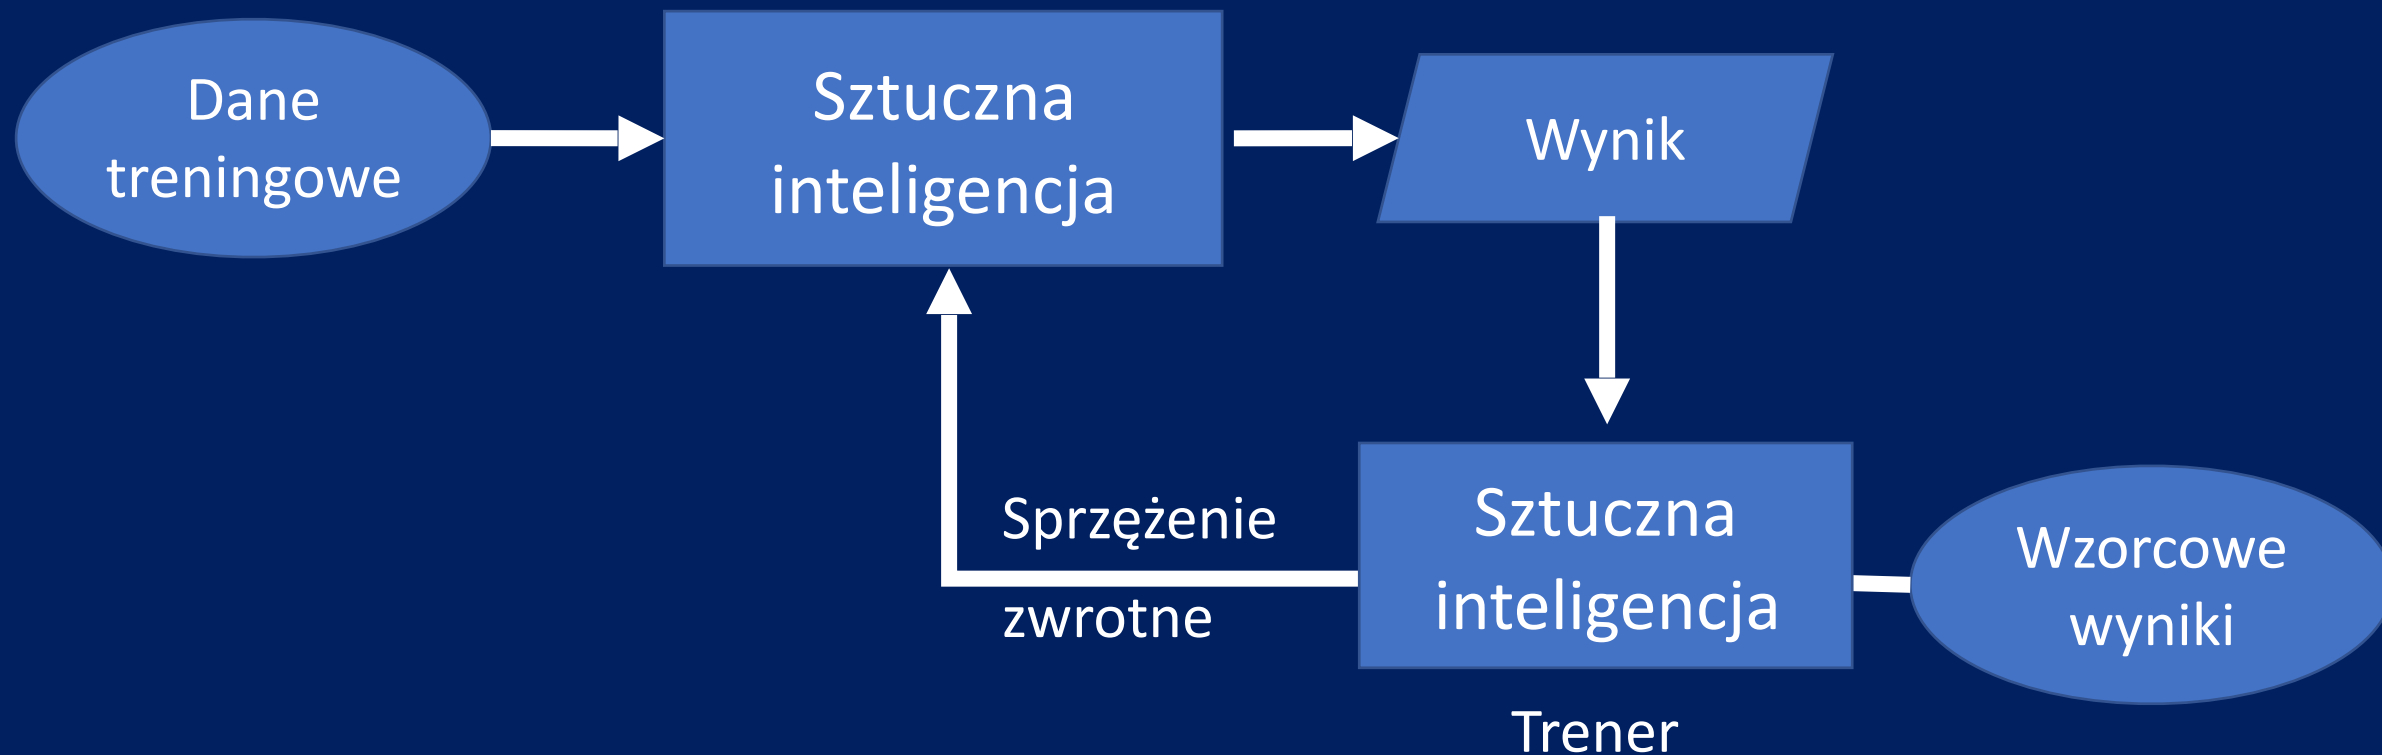 Dane
treningowe
Sztuczna
inteligencja
Wynik
Sprzężenie
zwrotne
Sztuczna
inteligencja
Wzorcowe
wyniki
Trener